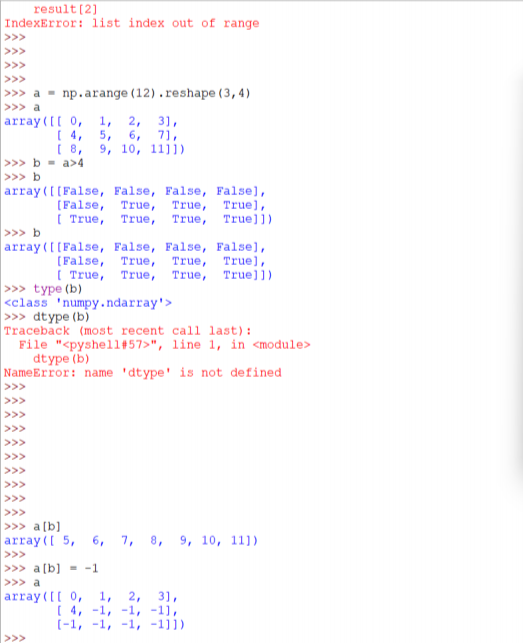 result[2]
IndexError: list index out of range
>>>
>>>
>>>
>>>
>>> a = np.arange(12).reshape(3,4)
>>> a
array([[ 0,  1,  2,  3],
       [ 4,  5,  6,  7],
       [ 8,  9, 10, 11]])
>>> b = a>4
>>> b
array([[False, False, False, False],
       [False,  True,  True,  True],
       [ True,  True,  True,  True]])
>>> b
array([[False, False, False, False],
       [False,  True,  True,  True],
       [ True,  True,  True,  True]])
>>> type(b)
<class 'numpy.ndarray'>
>>> dtype(b)
Traceback (most recent call last):
  File "<pyshell#57>", line 1, in <module>
    dtype(b)
NameError: name 'dtype' is not defined
>>>
>>>
>>>
>>>
>>>
>>>
>>>
>>>
>>>
>>>
>>> a[b]
array([ 5,  6,  7,  8,  9, 10, 11])
>>>
>>> a[b] = -1
>>> a
array([[ 0,  1,  2,  3],
       [ 4, -1, -1, -1],
       [-1, -1, -1, -1]])
>>>